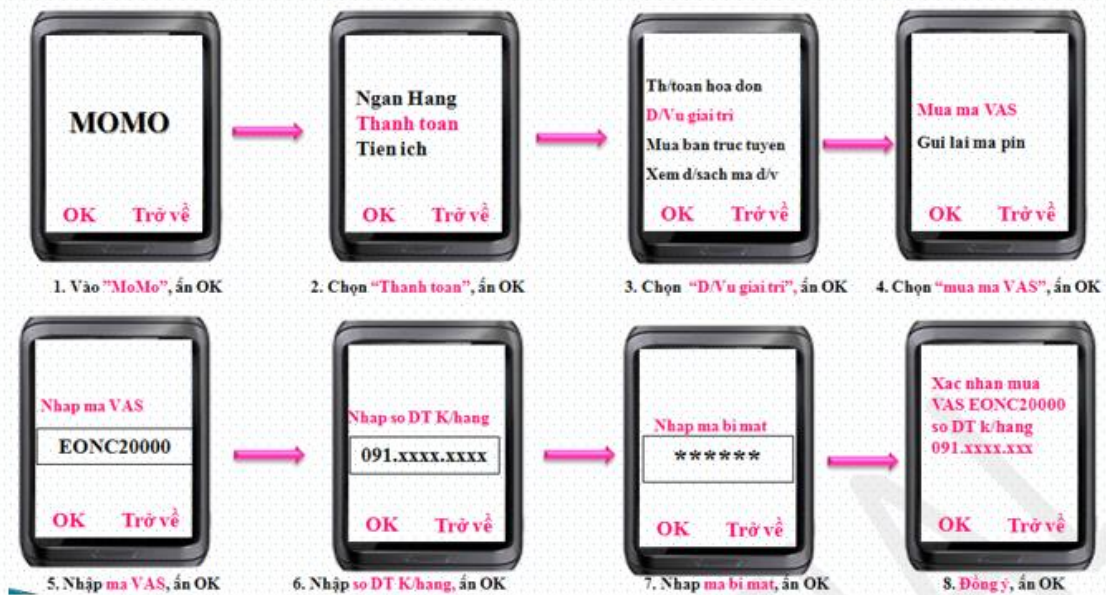 MOMO
OK Trở về
Ngan Hang
Thanh toan
Tien ich
OK Trở về
Th/toan hoa don
D/Vu giai tri
Mua ban truc tuyen
Xem d/sach ma d/v
OK Trở về
Mua ma VAS
Gui lai ma pin
OK Trở về
1. Vào ”MoMo”, ấn OK
2. Chọn “Thanh toan”, ấn OK
3. Chọn “D/Vu giai tri”, ấn OK
4. Chọn “mua ma VAS”, ấn OK
Nhap ma VAS
EONC20000
OK Trở về
Nhap so DT K/hang
091.xxxx.xxxx
OK Trở về
Nhap ma bi mat
******
OK Trở về
Xac nhan mua
VAS EONC20000
so DT k/hang
091.xxxx.xxx
OK Trở về
5. Nhập ma VAS, ấn OK
6. Nhập so DT K/hang, ấn OK
7. Nhap ma bi mat, ấn OK
8. Đồng ý, ấn OK